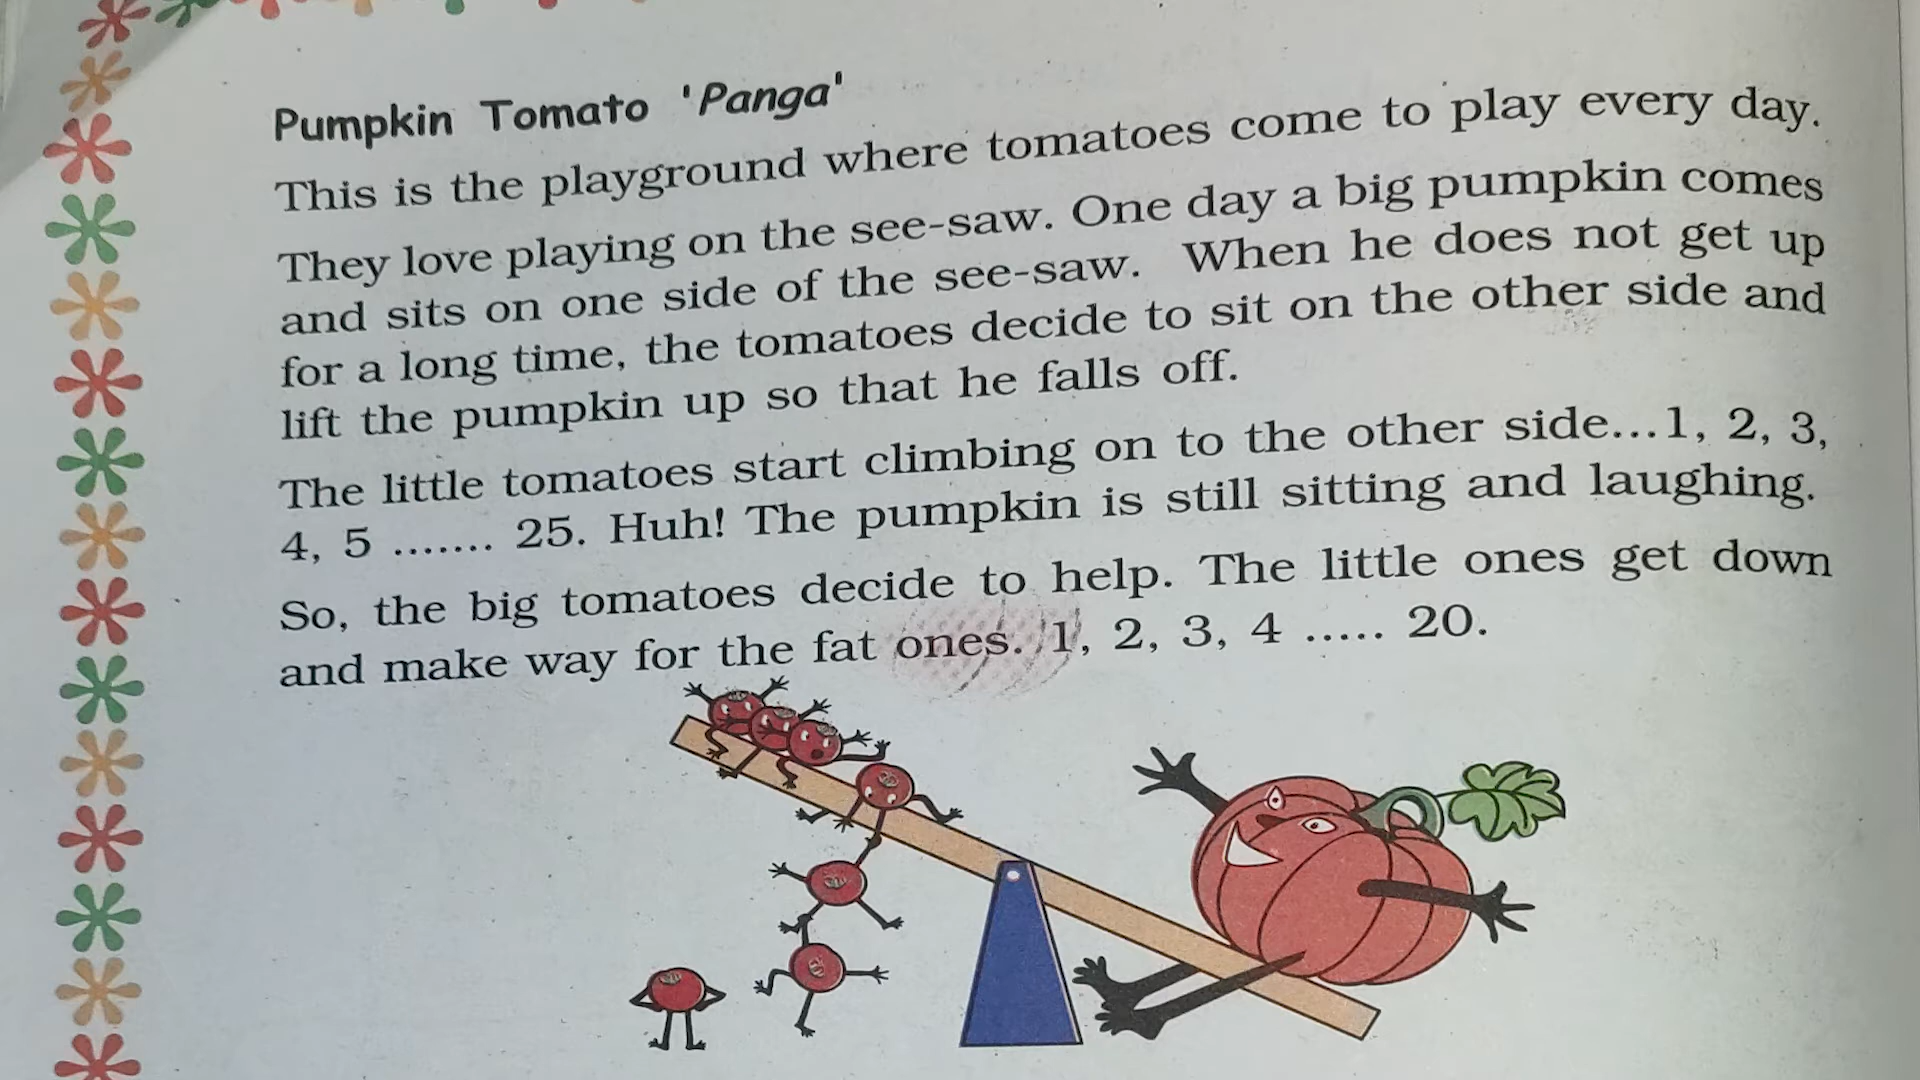 Pumpkin Tomato 'Panga'
This is the playground where tomatoes come to play every day.
They love playing on the see-saw. One day a big pumpkin comes
and sits on one side of the see-saw. When he does not get up
for a long time, the tomatoes decide to sit on the other side and
lift the pumpkin up so that he falls off.
The little tomatoes start climbing on to the other side...1, 2, 3,
4, 5 ....... 25. Huh! The pumpkin is still sitting and laughing.
So, the big tomatoes decide to help. The little ones get down
and make way for the fat ones. 1, 2, 3, 4 ..... 20.